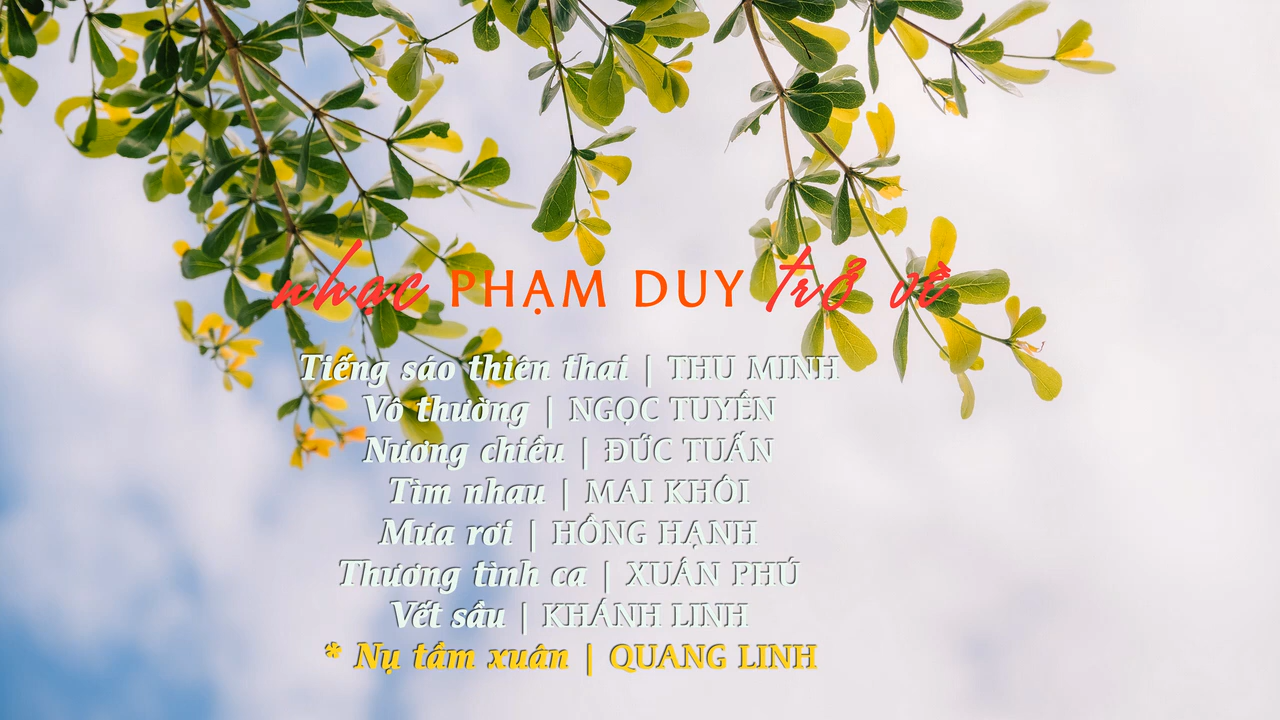 nhạc PHẠM DUY trở về
Tiếng sáo thiên thai | THU MINH
Vô thường | NGỌC TUYỀN
Nương chiều | ĐỨC TUẤN
Tìm nhau | MAI KHÔI
Mưa rơi | HỒNG HẠNH
Thương tình ca | XUÂN PHÚ
Vết sầu | KHÁNH LINH
* Nụ tầm xuân | QUANG LINH